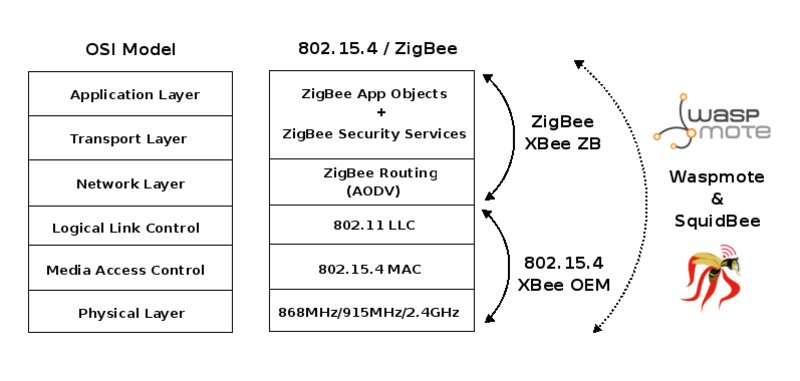 OSI Model
Application Layer
Transport Layer
Network Layer
Logical Link Control
Media Access Control
Physical Layer
802.15.4 / ZigBee
ZigBee App Objects
+
ZigBee Security Services
ZigBee Routing
(AODV)
802.11 LLC
802.15.4 MAC
868MHz/915MHz/2.4GHz
ZigBee
XBee ZB
802.15.4
XBee OEM
wasp
mote
Waspmote
&
SquidBee